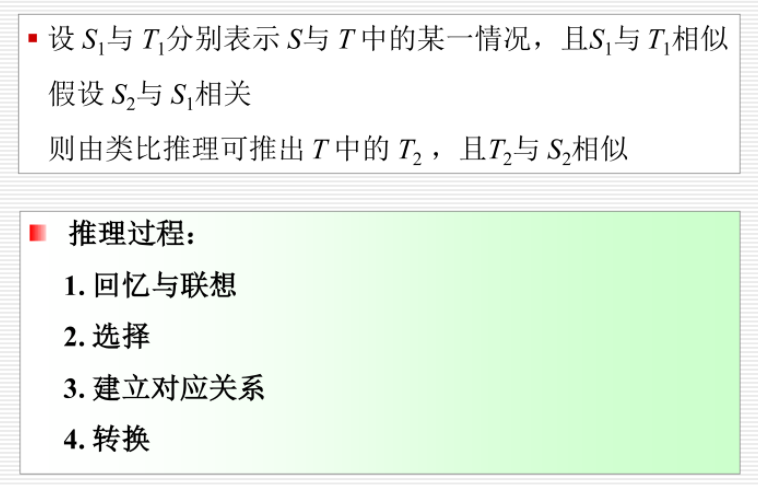 设 S₁与 T₁分别表示 S与 T 中的某一情况，且S₁与 T₁相似
假设 S₂与 S₁相关
则由类比推理可推出 T 中的 T₂ ，且T₂与 S₂相似
推理过程：
1. 回忆与联想
2. 选择
3. 建立对应关系
4. 转换